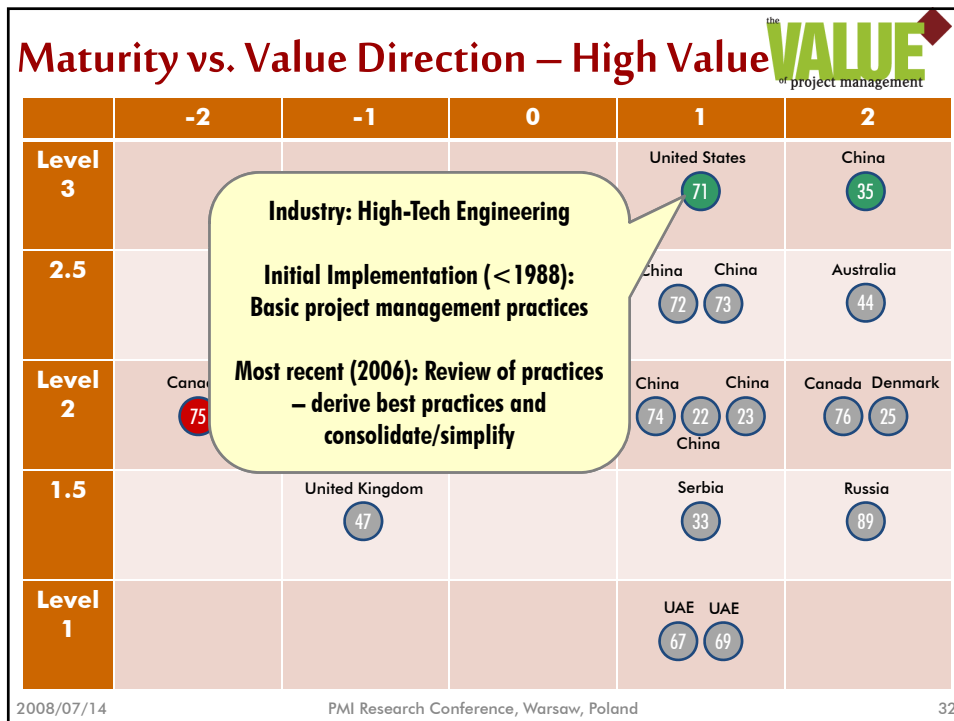 Maturity vs. Value Direction – High Value
the
VALUE
of project management
-2 -1 0 1 2
Level
3
United States China
71 35
Industry: High-Tech Engineering
Initial Implementation (<1988):
Basic project management practices
Most recent (2006): Review of practices
– derive best practices and
consolidate/simplify
2.5
China China Australia
72 73 44
Level
2
China China Canada Denmark
75 74 22 23 76 25
China
1.5
United Kingdom Serbia Russia
47 33 89
Level
1
UAE UAE
67 69
2008/07/14 PMI Research Conference, Warsaw, Poland 32